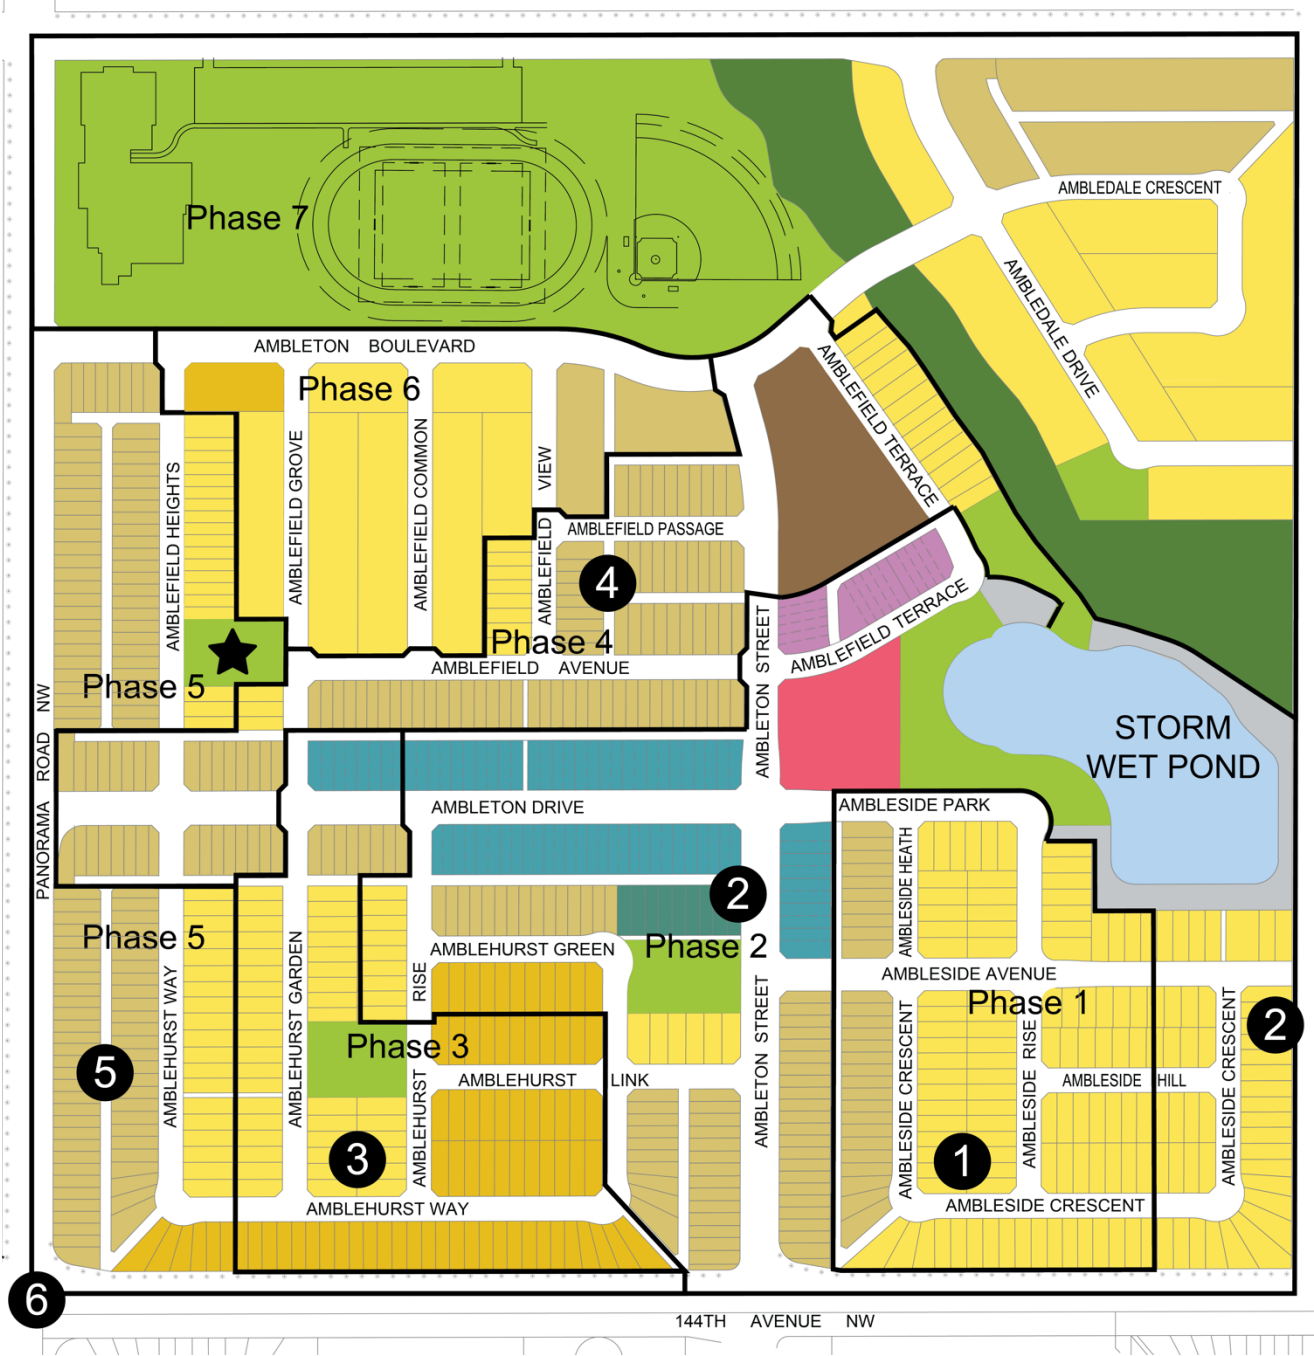 AMBLEDALE CRESCENT
Phase 7
AMBLEDALE DRIVE
AMBLETON BOULEVARD
Phase 6
AMBLEFIELD TERRACE
AMBLEFIELD HEIGHTS
AMBLEFIELD GROVE
AMBLEFIELD COMMON
AMBLEFIELD VIEW
AMBLEFIELD PASSAGE
4
Phase 4
AMBLEFIELD AVENUE
AMBLEFIELD TERRACE
AMBLETON STREET
Phase 5
PANORAMA ROAD NW
STORM
WET POND
AMBLETON DRIVE
AMBLESIDE PARK
AMBLESIDE HEATH
2
Phase 2
AMBLEHURST GREEN
Phase 5
AMBLEHURST WAY
AMBLEHURST GARDEN
AMBLEHURST RISE
AMBLESIDE AVENUE
Phase 1
AMBLETON STREET
AMBLESIDE CRESCENT
AMBLESIDE RISE
AMBLESIDE CRESCENT
2
Phase 3
5
AMBLEHURST LINK
AMBLESIDE HILL
3
1
AMBLEHURST WAY
AMBLESIDE CRESCENT
6
144TH AVENUE NW